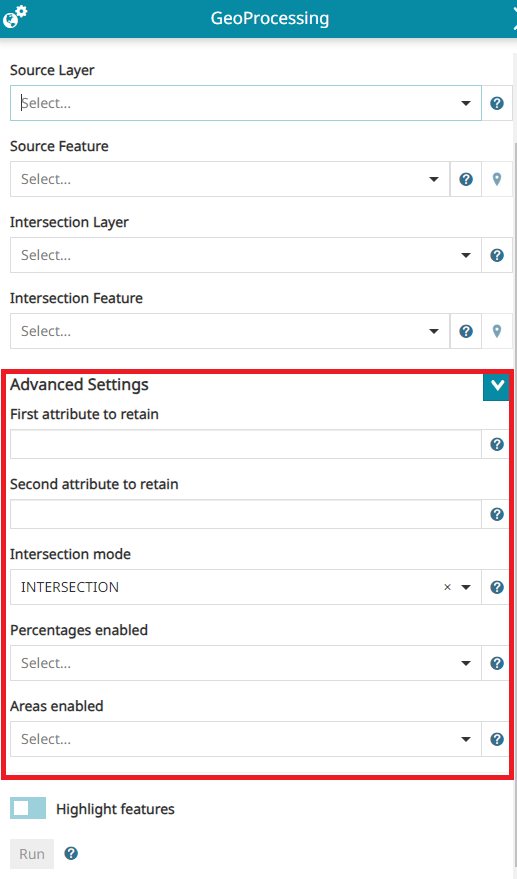 GeoProcessing
Source Layer
Select...
Source Feature
Select...
Intersection Layer
Select...
Intersection Feature
Select...
Advanced Settings
First attribute to retain
Second attribute to retain
Intersection mode
INTERSECTION
Percentages enabled
Select...
Areas enabled
Select...
Highlight features
Run